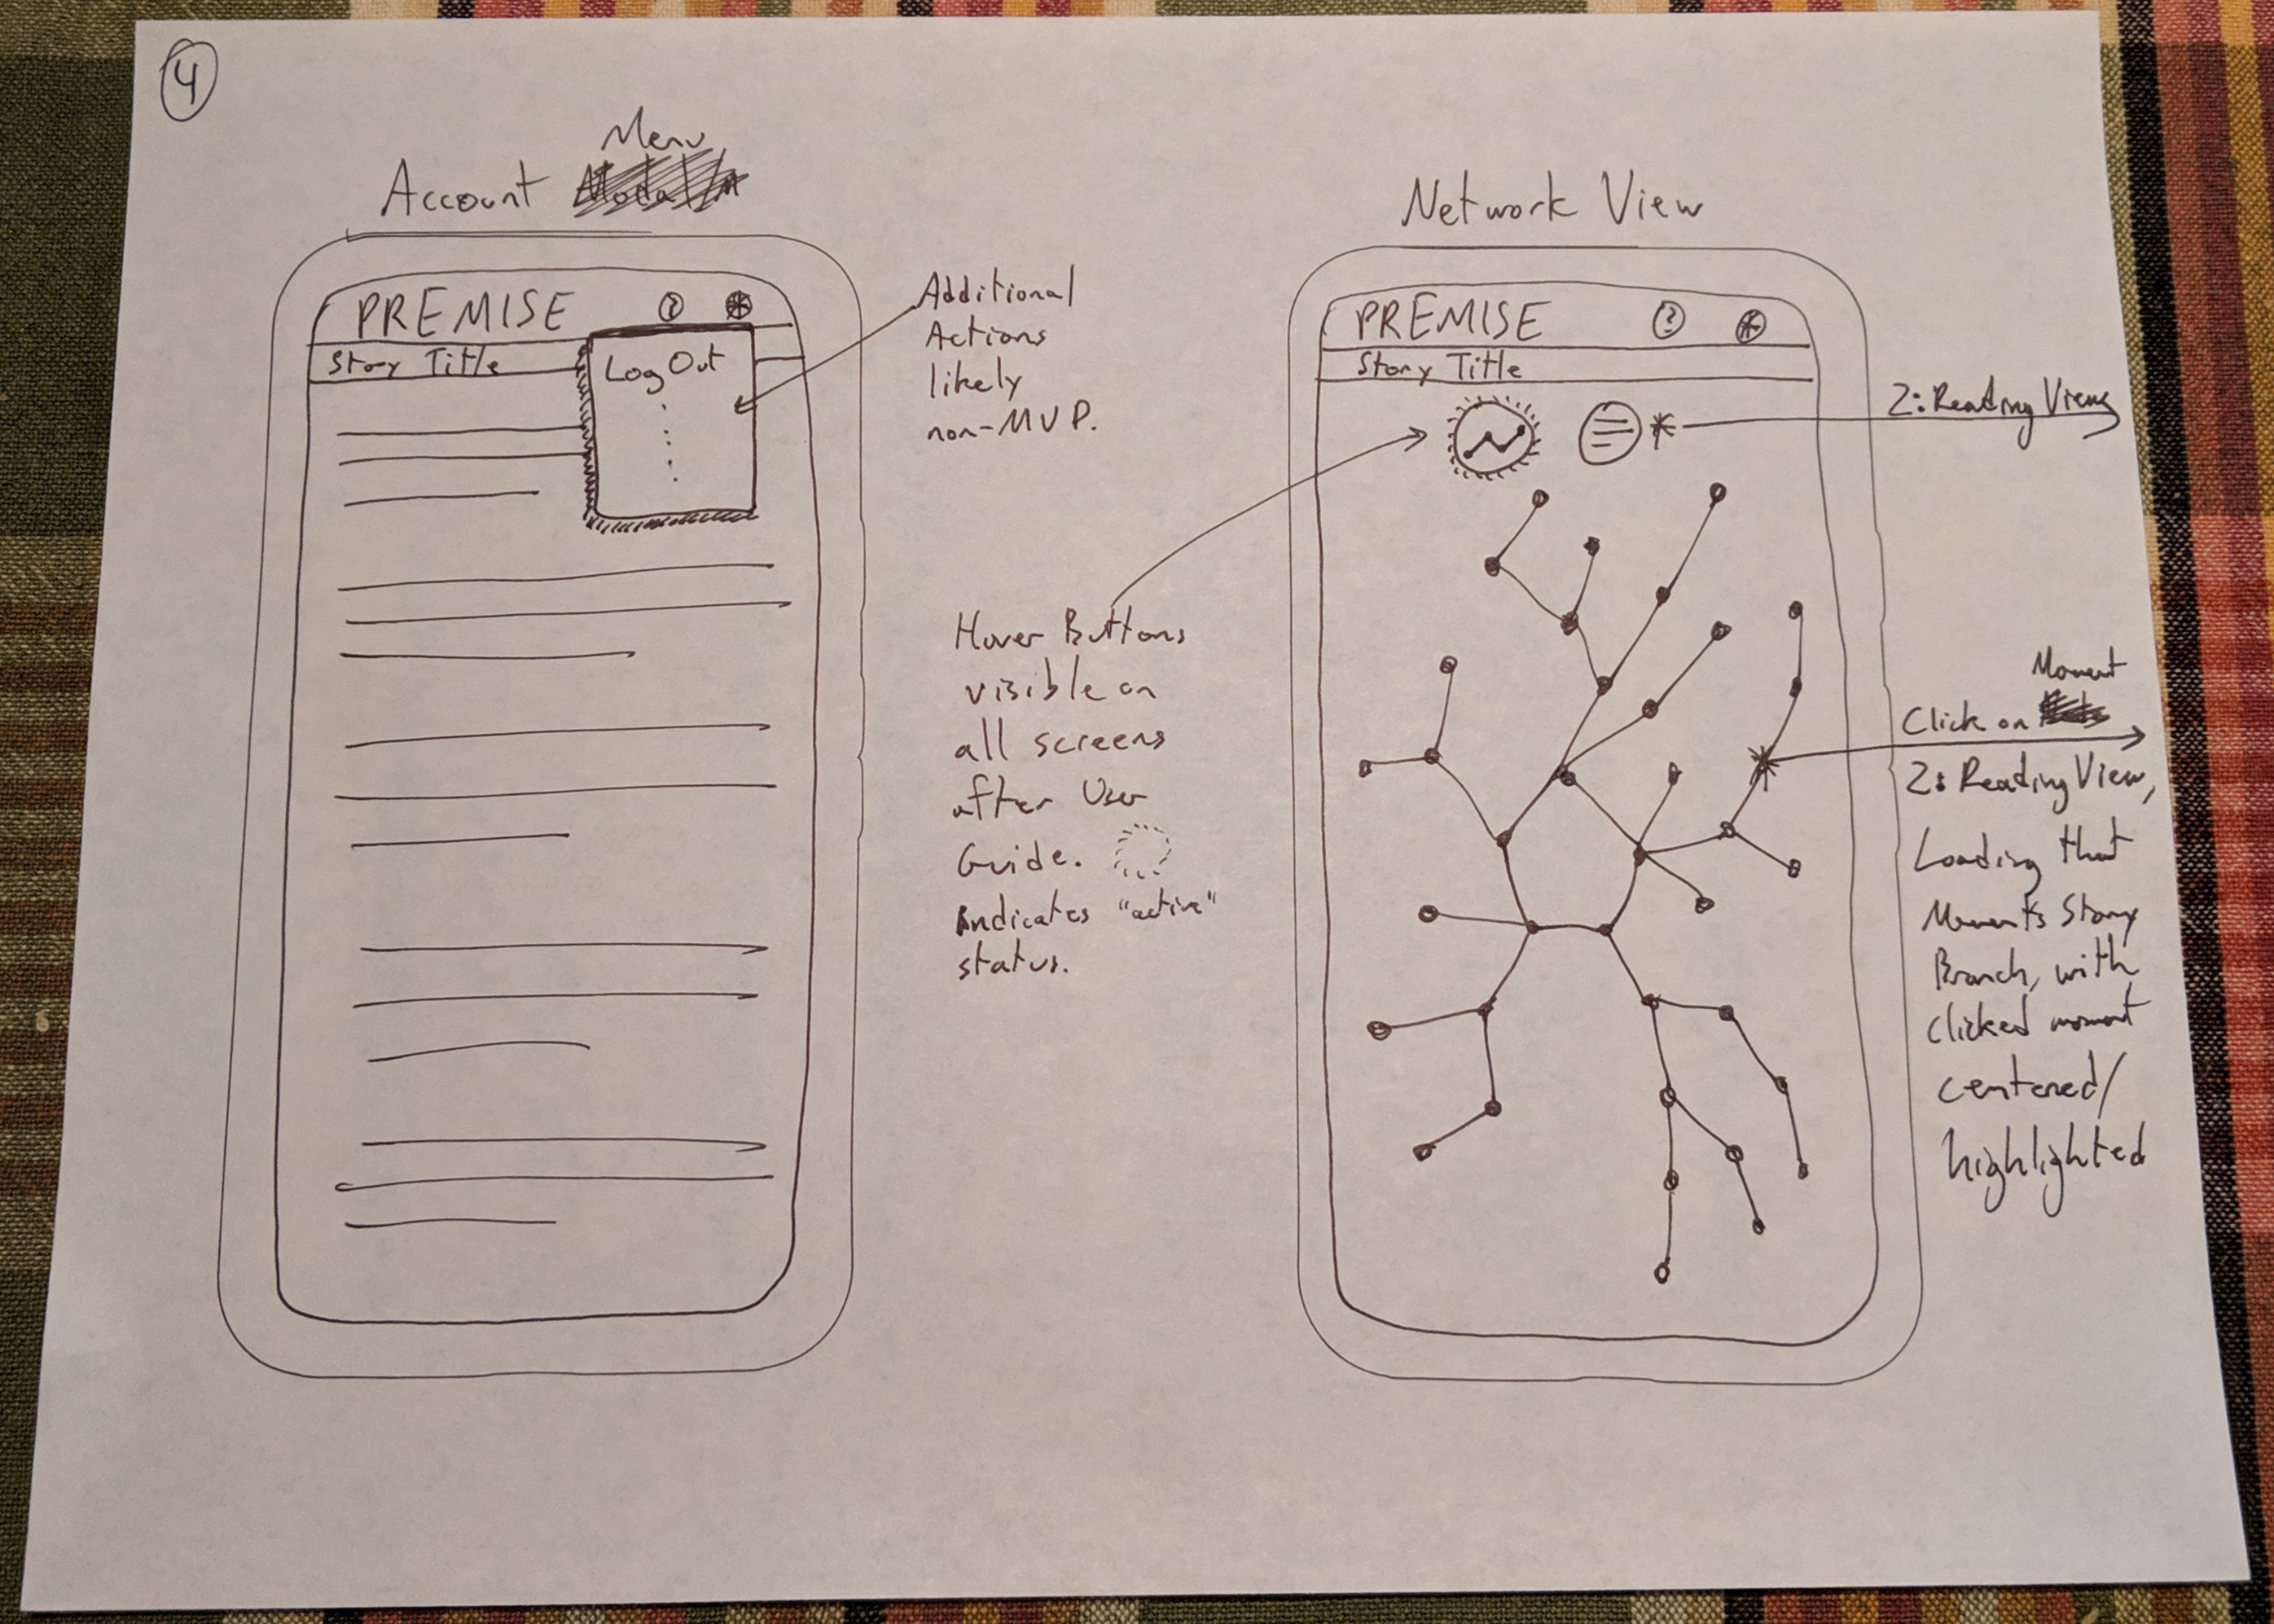 4
Menu
Account
PREMISE ?
Story Title
Log Out
Additional
Actions
likely
non-MVP.
Hover Buttons
visible on
all screens
after User
Guide.
indicates "active"
status.
Network View
PREMISE ?
Story Title
2: Reading View
Moment
Click on
2: Reading View,
Loading that
Moment's Story
Branch, with
clicked moment
centered/
highlighted